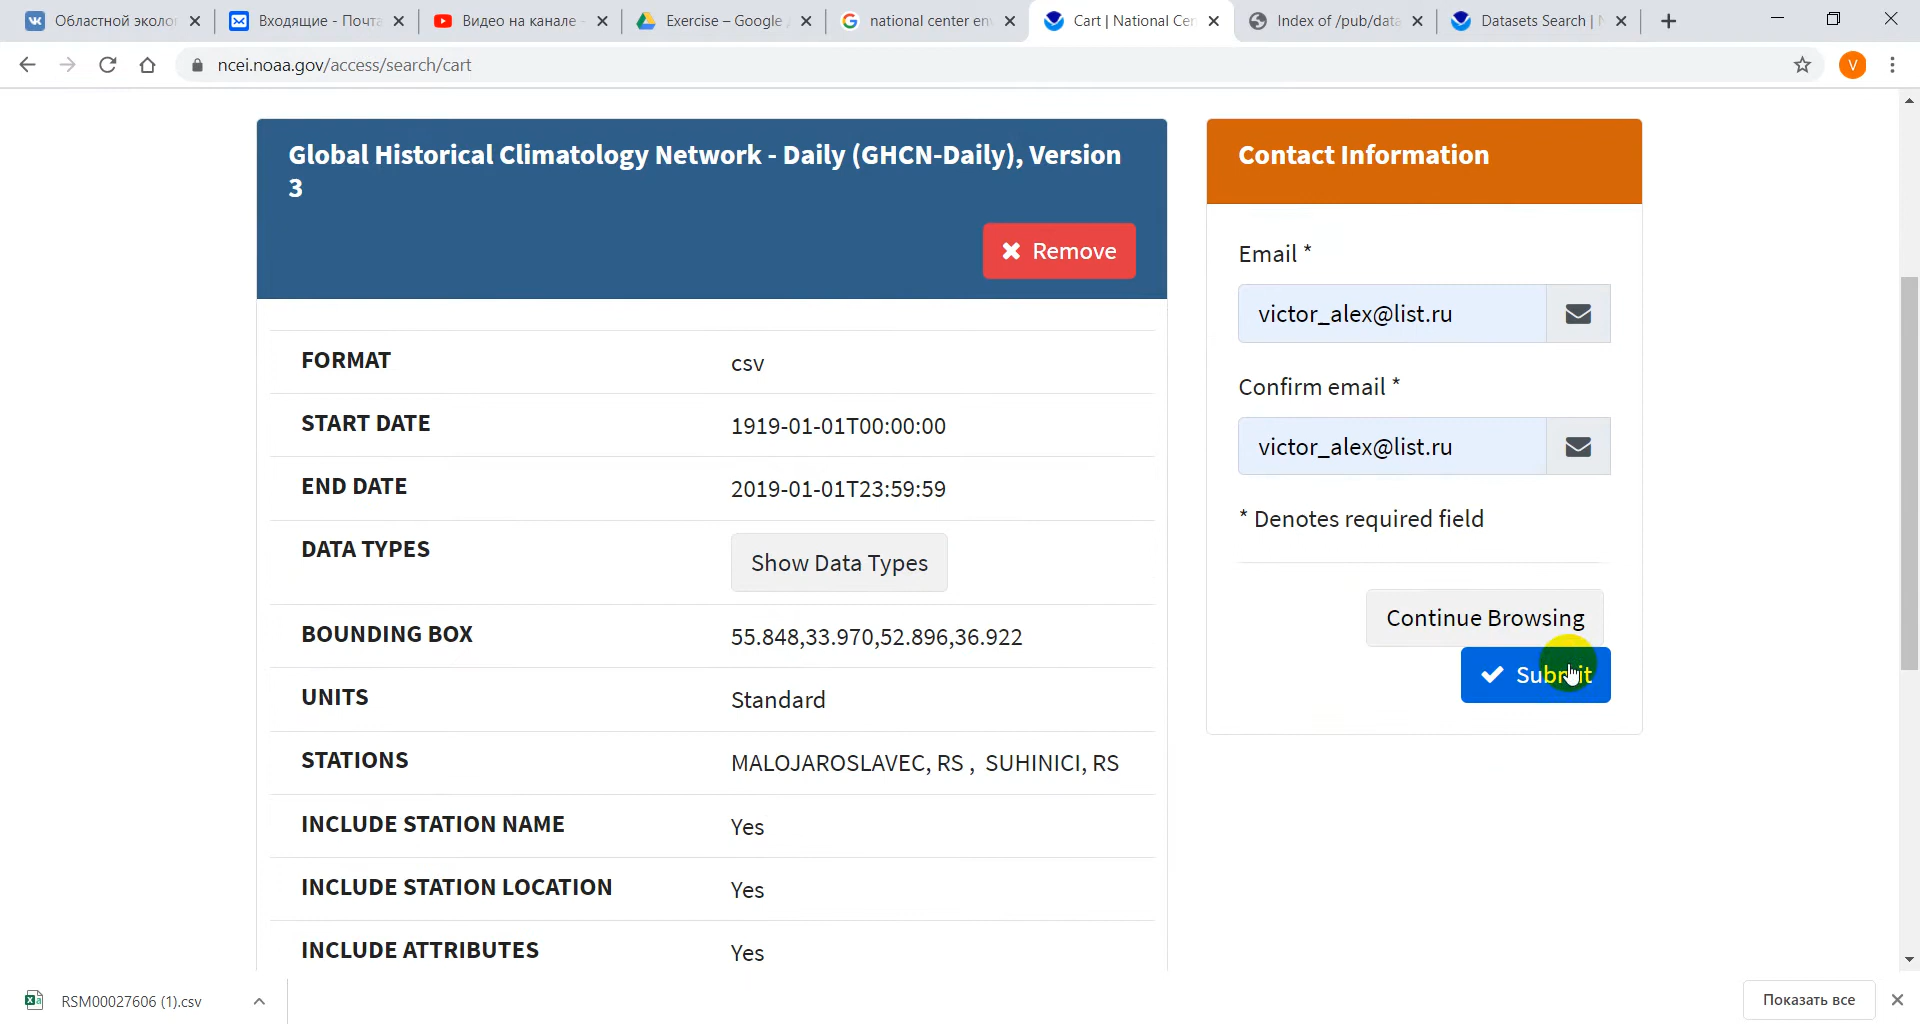 Областной эколог
Входящие - Почта
Видео на канале -
Exercise – Google
national center en
Cart | National Cen
Index of /pub/data
Datasets Search |
ncei.noaa.gov/access/search/cart
V
Global Historical Climatology Network - Daily (GHCN-Daily), Version
3
Remove
FORMAT
csv
START DATE
1919-01-01T00:00:00
END DATE
2019-01-01T23:59:59
DATA TYPES
Show Data Types
BOUNDING BOX
55.848,33.970,52.896,36.922
UNITS
Standard
STATIONS
MALOJAROSLAVEC, RS , SUHINICI, RS
INCLUDE STATION NAME
Yes
INCLUDE STATION LOCATION
Yes
INCLUDE ATTRIBUTES
Yes
Contact Information
Email *
victor_alex@list.ru
Confirm email *
victor_alex@list.ru
* Denotes required field
Continue Browsing
Submit
RSM00027606 (1).csv
Показать все